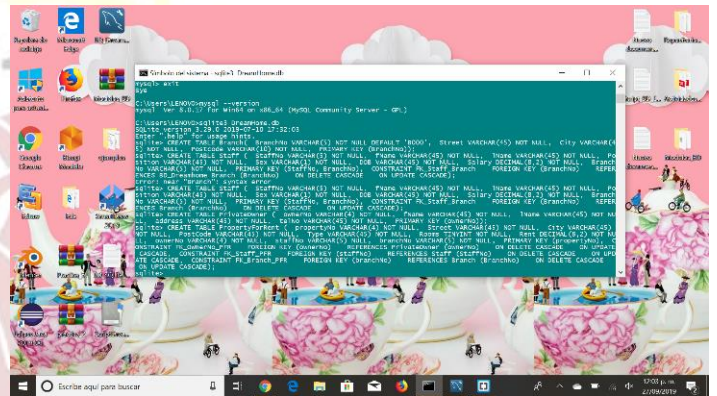 Símbolo del sistema - sqlite3 DreamHome.db
mysql> exit
Bye
C:\Users\LENOVO>mysql --version
mysql  Ver 8.0.17 for Win64 on x86_64 (MySQL Community Server - GPL)
C:\Users\LENOVO>sqlite3 DreamHome.db
SQLite version 3.29.0 2019-07-10 17:32:03
Enter ".help" for usage hints.
sqlite> CREATE TABLE Branch( BranchNo VARCHAR(5) NOT NULL DEFAULT 'B000', Street VARCHAR(45) NOT NULL, City VARCHAR(4
5) NOT NULL, PostCode VARCHAR(10) NOT NULL, PRIMARY KEY (BranchNo));
sqlite> CREATE TABLE Staff ( StaffNo VARCHAR(5) NOT NULL, fName VARCHAR(45) NOT NULL, lName VARCHAR(45) NOT NULL, Po
sition VARCHAR(45) NOT NULL, Sex VARCHAR(1) NOT NULL, DOB VARCHAR(45) NOT NULL, Salary DECIMAL(8,2) NOT NULL, Branch
No VARCHAR(5) NOT NULL, PRIMARY KEY (StaffNo, BranchNo), CONSTRAINT FK_Staff_Branch FOREIGN KEY (BranchNo) REFER
ENCES BD_DreamHome Branch (BranchNo) ON DELETE CASCADE ON UPDATE CASCADE);
Error: near "Branch": syntax error
sqlite> CREATE TABLE Staff ( StaffNo VARCHAR(5) NOT NULL, fName VARCHAR(45) NOT NULL, lName VARCHAR(45) NOT NULL, Po
sition VARCHAR(45) NOT NULL, Sex VARCHAR(1) NOT NULL, DOB VARCHAR(45) NOT NULL, Salary DECIMAL(8,2) NOT NULL, Branch
No VARCHAR(5) NOT NULL, PRIMARY KEY (StaffNo, BranchNo), CONSTRAINT FK_Staff_Branch FOREIGN KEY (BranchNo) REFER
ENCES Branch (BranchNo) ON DELETE CASCADE ON UPDATE CASCADE);
sqlite> CREATE TABLE PrivateOwner ( ownerNo VARCHAR(45) NOT NULL, fName VARCHAR(45) NOT NULL, lName VARCHAR(45) NOT NU
LL, address VARCHAR(45) NOT NULL, telNo VARCHAR(45) NOT NULL, PRIMARY KEY (ownerNo));
sqlite> CREATE TABLE PropertyForRent ( propertyNo VARCHAR(45) NOT NULL, Street VARCHAR(45) NOT NULL, City VARCHAR(45)
NOT NULL, PostCode VARCHAR(10) NOT NULL, Type VARCHAR(45) NOT NULL, Rooms TINYINT NOT NULL, Rent DECIMAL(8,2) NOT NUL
L, ownerNo VARCHAR(45) NOT NULL, staffNo VARCHAR(5) NOT NULL, branchNo VARCHAR(5) NOT NULL, PRIMARY KEY (propertyNo), C
ONSTRAINT FK_OwnerNo_PFR FOREIGN KEY (ownerNo) REFERENCES PrivateOwner (ownerNo) ON DELETE CASCADE ON UPDATE
CASCADE, CONSTRAINT FK_Staff_PFR FOREIGN KEY (staffNo) REFERENCES Staff (StaffNo) ON DELETE CASCADE ON UPD
ATE CASCADE, CONSTRAINT FK_Branch_PFR FOREIGN KEY (branchNo) REFERENCES Branch (BranchNo) ON DELETE CASCADE
ON UPDATE CASCADE);
sqlite>
Escribe aquí para buscar
12:03 p. m.
27/09/2019